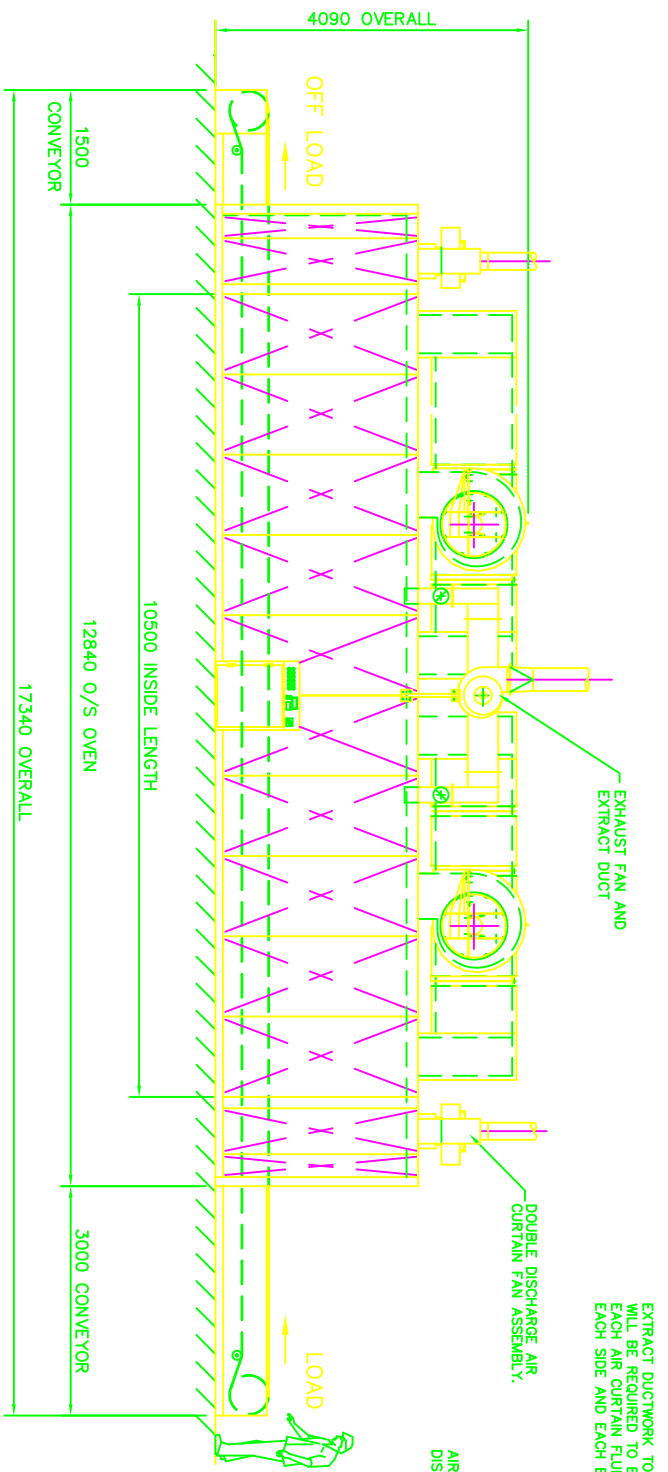 EXTRACT DUCTWORK TO
WILL BE REQUIRED TO E
EACH AIR CURTAIN FLU
EACH SIDE AND EACH E
EXHAUST FAN AND
EXTRACT DUCT
DOUBLE DISCHARGE AIR
CURTAIN FAN ASSEMBLY.
AIR
DIS
4090 OVERALL
OFF LOAD
LOAD
10500 INSIDE LENGTH
1500
CONVEYOR
12840 O/S OVEN
3000 CONVEYOR
17340 OVERALL